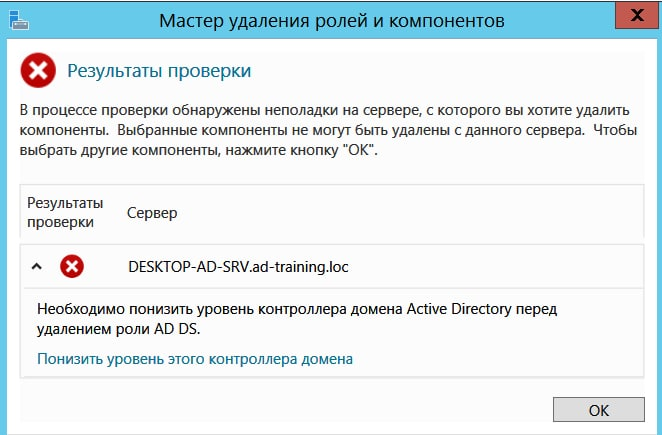 Мастер удаления ролей и компонентов
x
Результаты проверки
В процессе проверки обнаружены неполадки на сервере, с которого вы хотите удалить
компоненты. Выбранные компоненты не могут быть удалены с данного сервера. Чтобы
выбрать другие компоненты, нажмите кнопку "ОК".
Результаты
проверки
Сервер
DESKTOP-AD-SRV.ad-training.loc
Необходимо понизить уровень контроллера домена Active Directory перед
удалением роли AD DS.
Понизить уровень этого контроллера домена
ОК